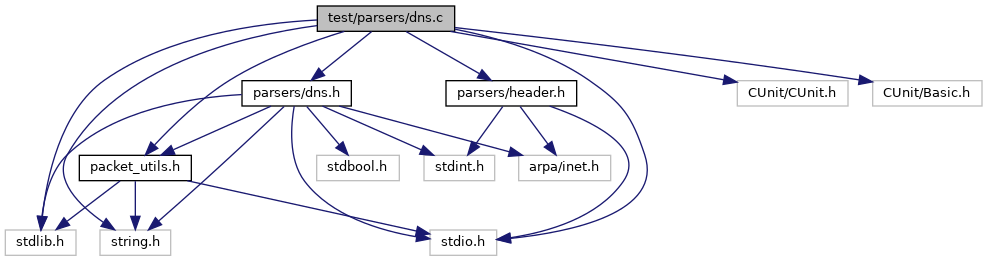 test/parsers/dns.c
parsers/dns.h
parsers/header.h
CUnit/CUnit.h
CUnit/Basic.h
packet_utils.h
stdbool.h
stdint.h
arpa/inet.h
stdlib.h
string.h
stdio.h